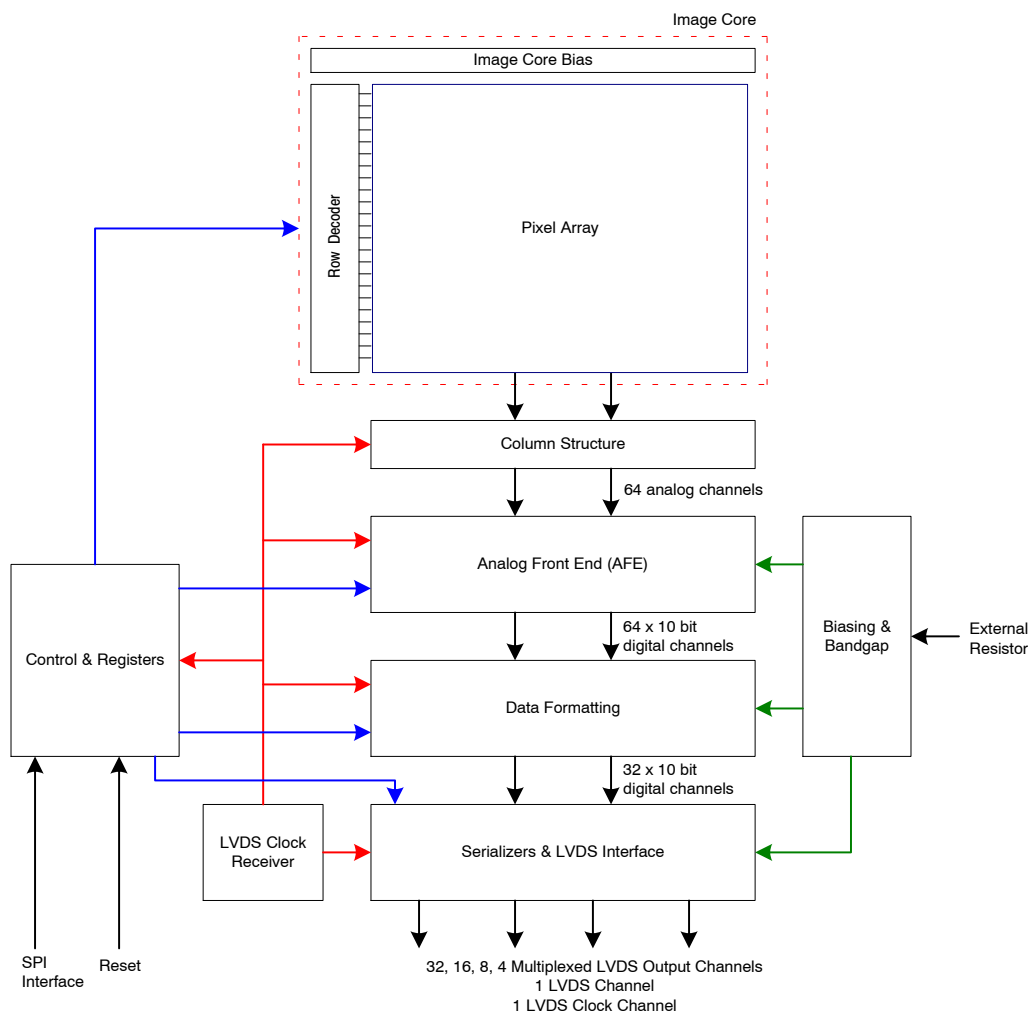 Image Core
Image Core Bias
Row Decoder
Pixel Array
Column Structure
64 analog channels
Analog Front End (AFE)
64 x 10 bit
digital channels
Biasing &
Bandgap
External
Resistor
Control & Registers
Data Formatting
32 x 10 bit
digital channels
LVDS Clock
Receiver
Serializers & LVDS Interface
SPI
Interface
Reset
32, 16, 8, 4 Multiplexed LVDS Output Channels
1 LVDS Channel
1 LVDS Clock Channel